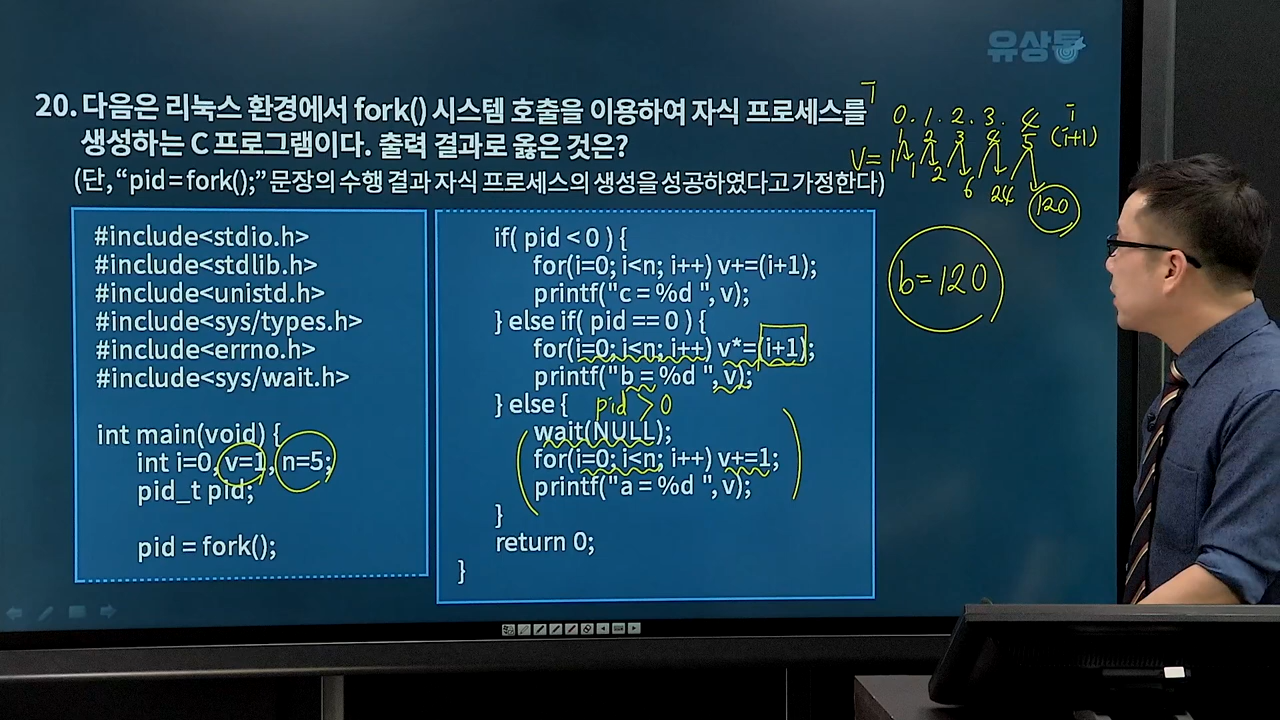 유상통
20. 다음은 리눅스 환경에서 fork() 시스템 호출을 이용하여 자식 프로세스를
생성하는 C 프로그램이다. 출력 결과로 옳은 것은?
(단, “pid = fork();” 문장의 수행 결과 자식 프로세스의 생성을 성공하였다고 가정한다)
#include<stdio.h>
#include<stdlib.h>
#include<unistd.h>
#include<sys/types.h>
#include<errno.h>
#include<sys/wait.h>
int main(void) {
int i=0, v=1, n=5;
pid_t pid;
pid = fork();
if( pid < 0 ) {
for(i=0; i<n; i++) v+=(i+1);
printf("c = %d ", v);
} else if( pid == 0 ) {
for(i=0; i<n; i++) v*=(i+1);
printf("b = %d ", v);
} else { pid > 0
wait(NULL);
for(i=0; i<n; i++) v+=1;
printf("a = %d ", v);
}
return 0;
}
0. 1. 2. 3. 4 i
1 2 3 4 5 (i+1)
V= 1 1 2 6 24 120
b=120